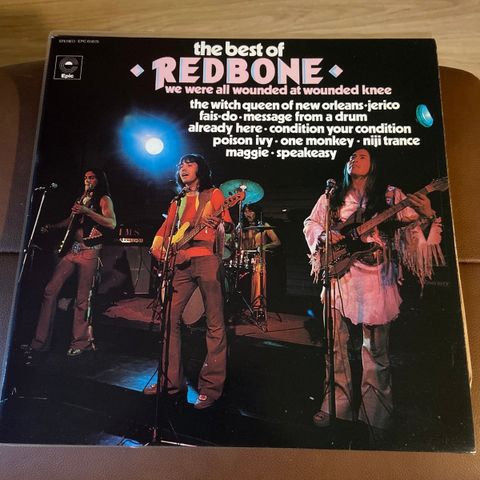 STEREO
Epic
the best of
REDBONE
we were all wounded at wounded knee
the witch queen of new orleans · jerico
fais-do · message from a drum
already here · condition your condition
poison ivy · one monkey · niji trance
maggie · speakeasy